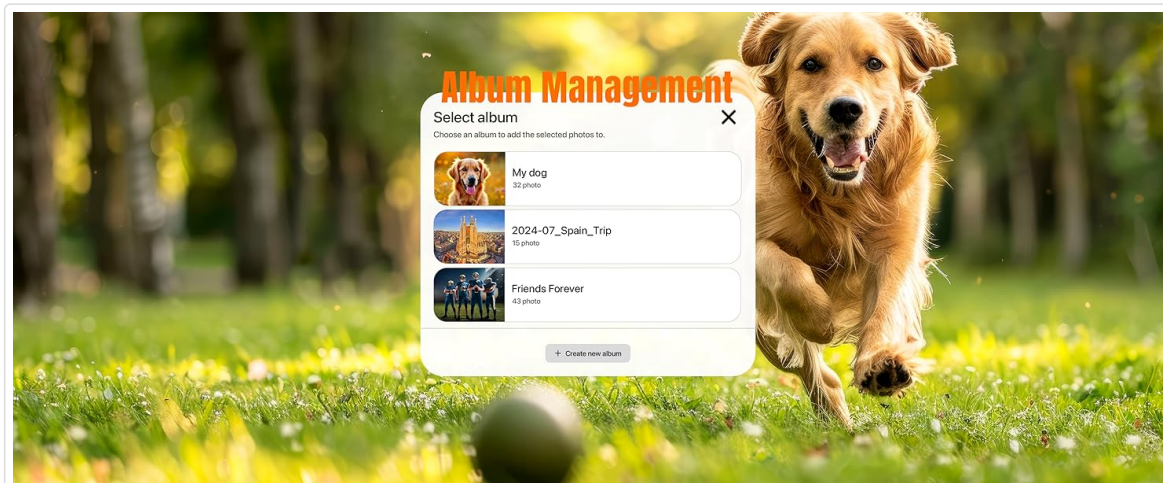 Album Management
Select album
Choose an album to add the selected photos to.
My dog
32 photo
2024-07_Spain_Trip
15 photo
Friends Forever
43 photo
+ Create new album